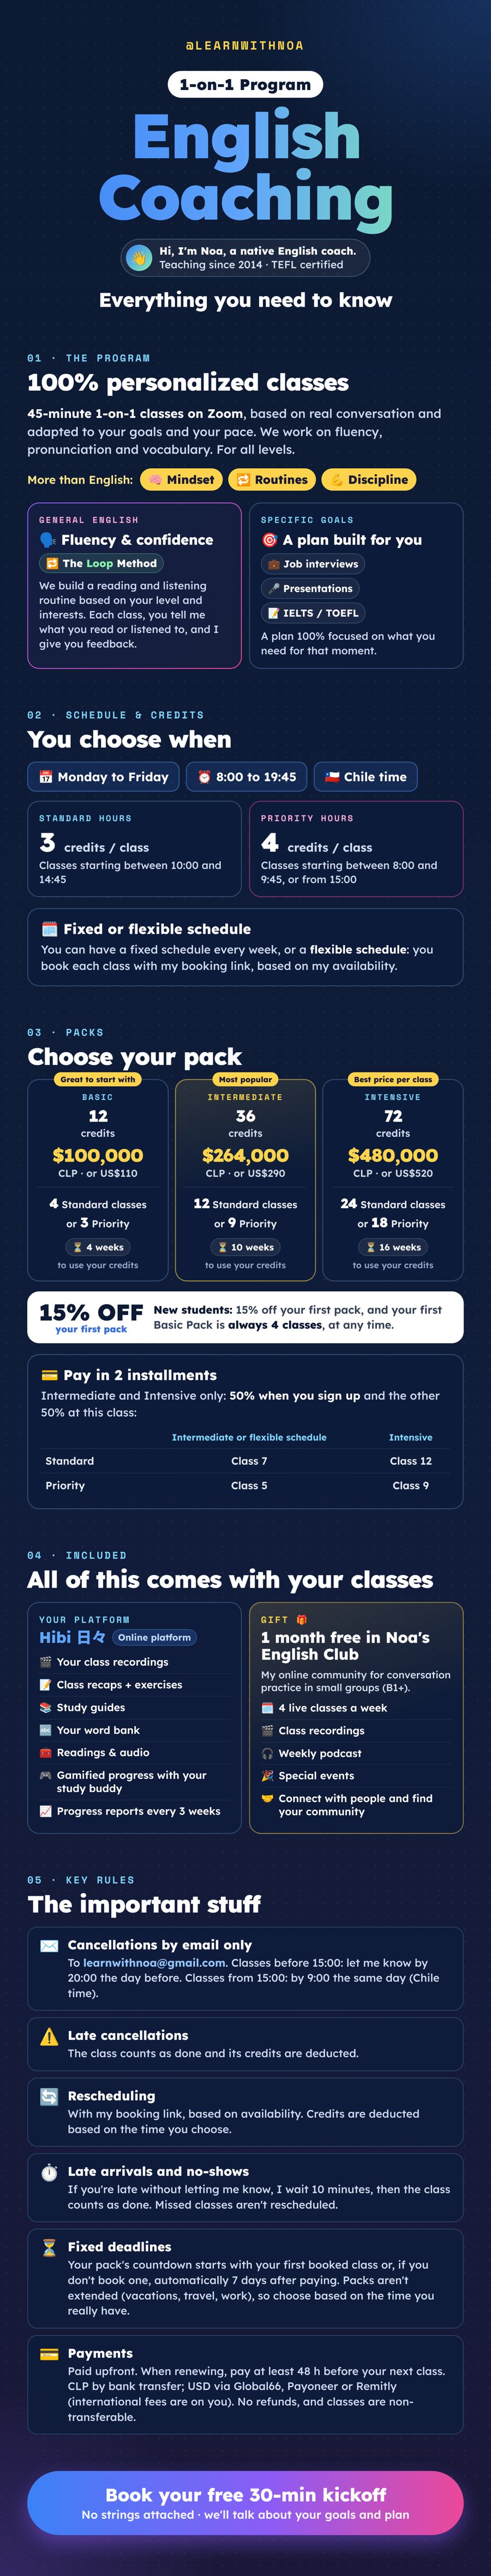 @LEARNWITHNOA
1-on-1 Program
English
Coaching
Hi, I'm Noa, a native English coach.
Teaching since 2014 · TEFL certified
Everything you need to know
01 · THE PROGRAM
100% personalized classes
45-minute 1-on-1 classes on Zoom, based on real conversation and
adapted to your goals and your pace. We work on fluency,
pronunciation and vocabulary. For all levels.
More than English: 🧠 Mindset 🔁 Routines 💪 Discipline
GENERAL ENGLISH
🗣️ Fluency & confidence
🔁 The Loop Method
We build a reading and listening
routine based on your level and
interests. Each class, you tell me
what you read or listened to, and I
give you feedback.
SPECIFIC GOALS
🎯 A plan built for you
💼 Job interviews
🎤 Presentations
📝 IELTS / TOEFL
A plan 100% focused on what you
need for that moment.
02 · SCHEDULE & CREDITS
You choose when
📅 Monday to Friday ⏰ 8:00 to 19:45 🇨🇱 Chile time
STANDARD HOURS
3 credits / class
Classes starting between 10:00 and
14:45
PRIORITY HOURS
4 credits / class
Classes starting between 8:00 and
9:45, or from 15:00
🗓️ Fixed or flexible schedule
You can have a fixed schedule every week, or a flexible schedule: you
book each class with my booking link, based on my availability.
03 · PACKS
Choose your pack
Great to start with
BASIC
12
credits
$100,000
CLP · or US$110
4 Standard classes
or 3 Priority
⏳ 4 weeks
to use your credits
Most popular
INTERMEDIATE
36
credits
$264,000
CLP · or US$290
12 Standard classes
or 9 Priority
⏳ 10 weeks
to use your credits
Best price per class
INTENSIVE
72
credits
$480,000
CLP · or US$520
24 Standard classes
or 18 Priority
⏳ 16 weeks
to use your credits
15% OFF
your first pack
New students: 15% off your first pack, and your first
Basic Pack is always 4 classes, at any time.
💳 Pay in 2 installments
Intermediate and Intensive only: 50% when you sign up and the other
50% at this class:
Intermediate or flexible schedule Intensive
Standard Class 7 Class 12
Priority Class 5 Class 9
04 · INCLUDED
All of this comes with your classes
YOUR PLATFORM
Hibi 日々 Online platform
🎬 Your class recordings
📝 Class recaps + exercises
📚 Study guides
🔤 Your word bank
🧰 Readings & audio
🎮 Gamified progress with your
study buddy
📈 Progress reports every 3 weeks
GIFT 🎁
1 month free in Noa's
English Club
My online community for conversation
practice in small groups (B1+).
🗓️ 4 live classes a week
🎬 Class recordings
🎧 Weekly podcast
🎉 Special events
🤝 Connect with people and find
your community
05 · KEY RULES
The important stuff
✉️ Cancellations by email only
To learnwithnoa@gmail.com. Classes before 15:00: let me know by
20:00 the day before. Classes from 15:00: by 9:00 the same day (Chile
time).
⚠️ Late cancellations
The class counts as done and its credits are deducted.
🔄 Rescheduling
With my booking link, based on availability. Credits are deducted
based on the time you choose.
⏱️ Late arrivals and no-shows
If you're late without letting me know, I wait 10 minutes, then the class
counts as done. Missed classes aren't rescheduled.
⏳ Fixed deadlines
Your pack's countdown starts with your first booked class or, if you
don't book one, automatically 7 days after paying. Packs aren't
extended (vacations, travel, work), so choose based on the time you
really have.
💳 Payments
Paid upfront. When renewing, pay at least 48 h before your next class.
CLP by bank transfer; USD via Global66, Payoneer or Remitly
(international fees are on you). No refunds, and classes are non-
transferable.
Book your free 30-min kickoff
No strings attached · we'll talk about your goals and plan